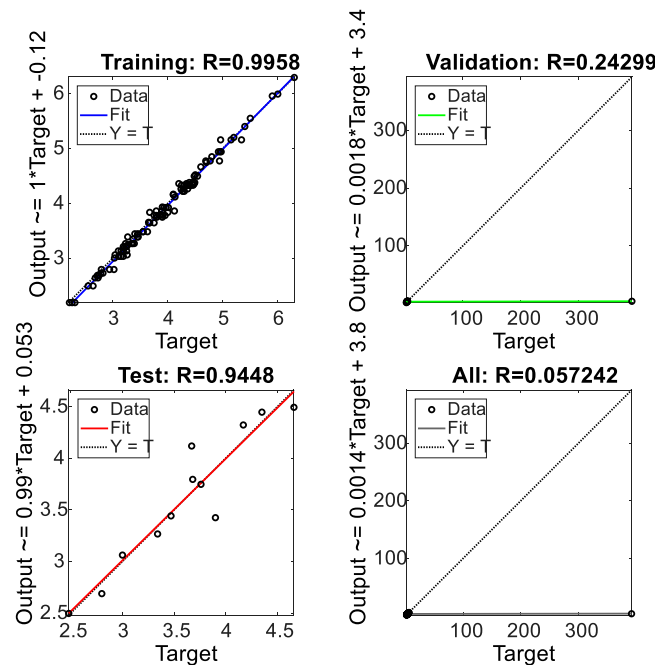 Training: R=0.9958
Output ~= 1*Target + -0.12
6
5
4
3
Data
Fit
Y = T
3 4 5 6
Target
Validation: R=0.24299
Output ~= 0.0018*Target + 3.4
300
200
100
Data
Fit
Y = T
100 200 300
Target
Test: R=0.9448
Output ~= 0.99*Target + 0.053
4.5
4
3.5
3
2.5
Data
Fit
Y = T
2.5 3 3.5 4 4.5
Target
All: R=0.057242
Output ~= 0.0014*Target + 3.8
300
200
100
Data
Fit
Y = T
100 200 300
Target